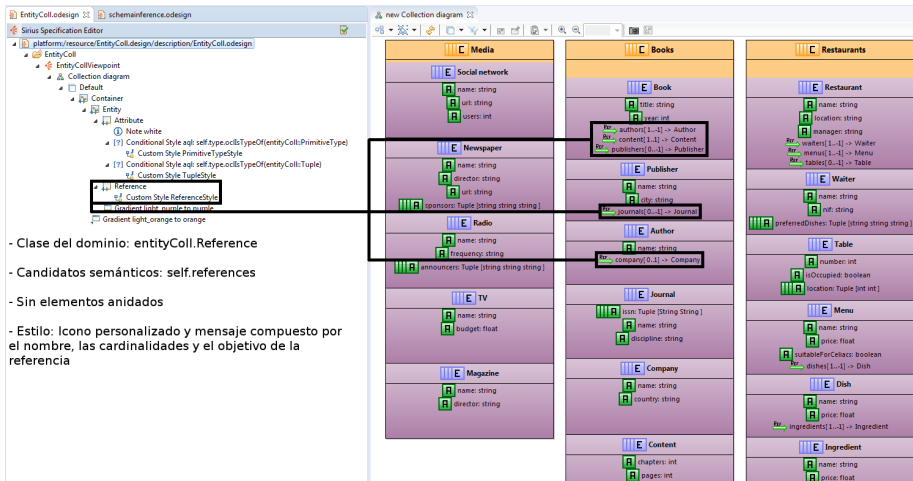 EntityColl.odesign
schemainference.odesign
Sirius Specification Editor
platform:/resource/EntityColl.design/description/EntityColl.odesign
EntityColl
EntityCollViewpoint
Collection diagram
Default
Container
Entity
Attribute
Note white
[?] Conditional Style aql: self.type.oclIsTypeOf(entityColl::PrimitiveType)
Custom Style PrimitiveTypeStyle
[?] Conditional Style aql: self.type.oclIsTypeOf(entityColl::Tuple)
Custom Style TupleStyle
Reference
Custom Style ReferenceStyle
Gradient light_purple to purple
Gradient light_orange to orange
- Clase del dominio: entityColl.Reference
- Candidatos semánticos: self.references
- Sin elementos anidados
- Estilo: Icono personalizado y mensaje compuesto por
el nombre, las cardinalidades y el objetivo de la
referencia
new Collection diagram
Media
Social network
name: string
url: string
users: int
Newspaper
name: string
director: string
url: string
sponsors: Tuple [string string string ]
Radio
name: string
frequency: string
announcers: Tuple [string string string ]
TV
name: string
budget: float
Magazine
name: string
director: string
Books
Book
title: string
year: int
authors[1..-1] -> Author
content[1..1] -> Content
publishers[0..-1] -> Publisher
Publisher
name: string
city: string
journals[0..-1] -> Journal
Author
name: string
company[0..1] -> Company
Journal
issn: Tuple [String String ]
name: string
discipline: string
Company
name: string
country: string
Content
chapters: int
pages: int
Restaurants
Restaurant
name: string
location: string
manager: string
waiters[1..-1] -> Waiter
menus[1..-1] -> Menu
tables[0..-1] -> Table
Waiter
name: string
nif: string
preferredDishes: Tuple [string string string string ]
Table
number: int
isOccupied: boolean
location: Tuple [int int ]
Menu
name: string
price: float
suitableForCeliacs: boolean
dishes[1..-1] -> Dish
Dish
name: string
price: float
ingredients[1..-1] -> Ingredient
Ingredient
name: string
price: float